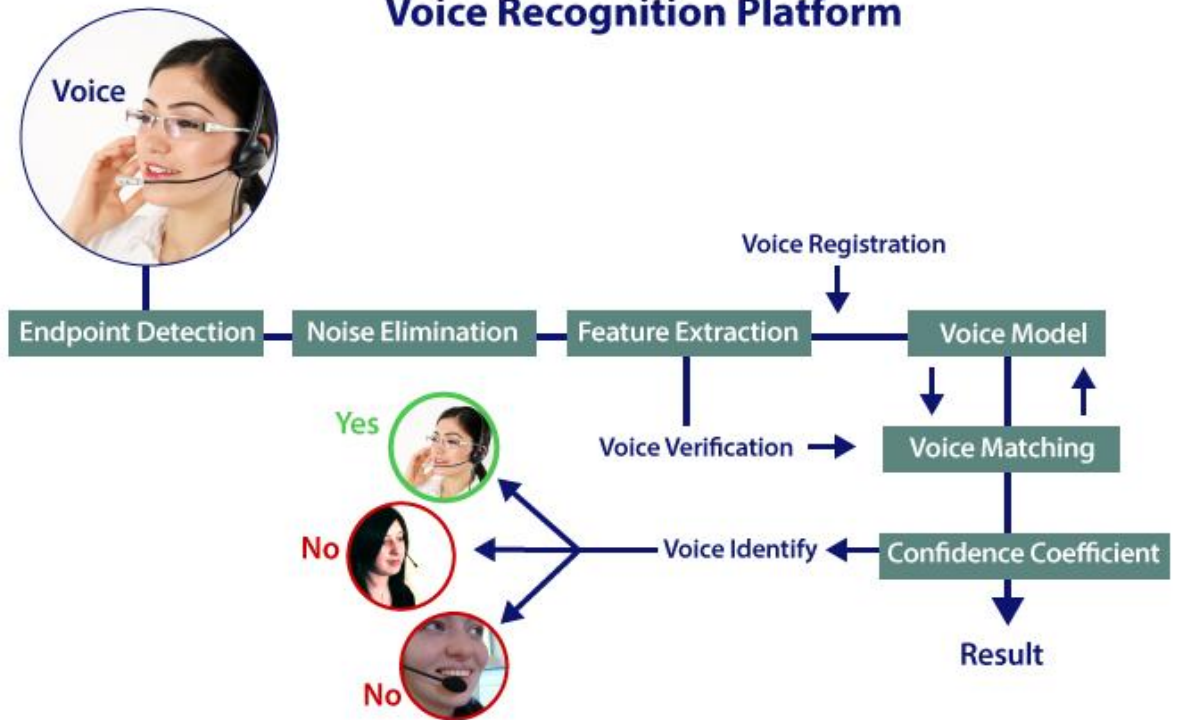 Voice Recognition Platform
Voice
Voice Registration
Endpoint Detection
Noise Elimination
Feature Extraction
Voice Model
Yes
Voice Verification
Voice Matching
No
Voice Identify
Confidence Coefficient
Result
No